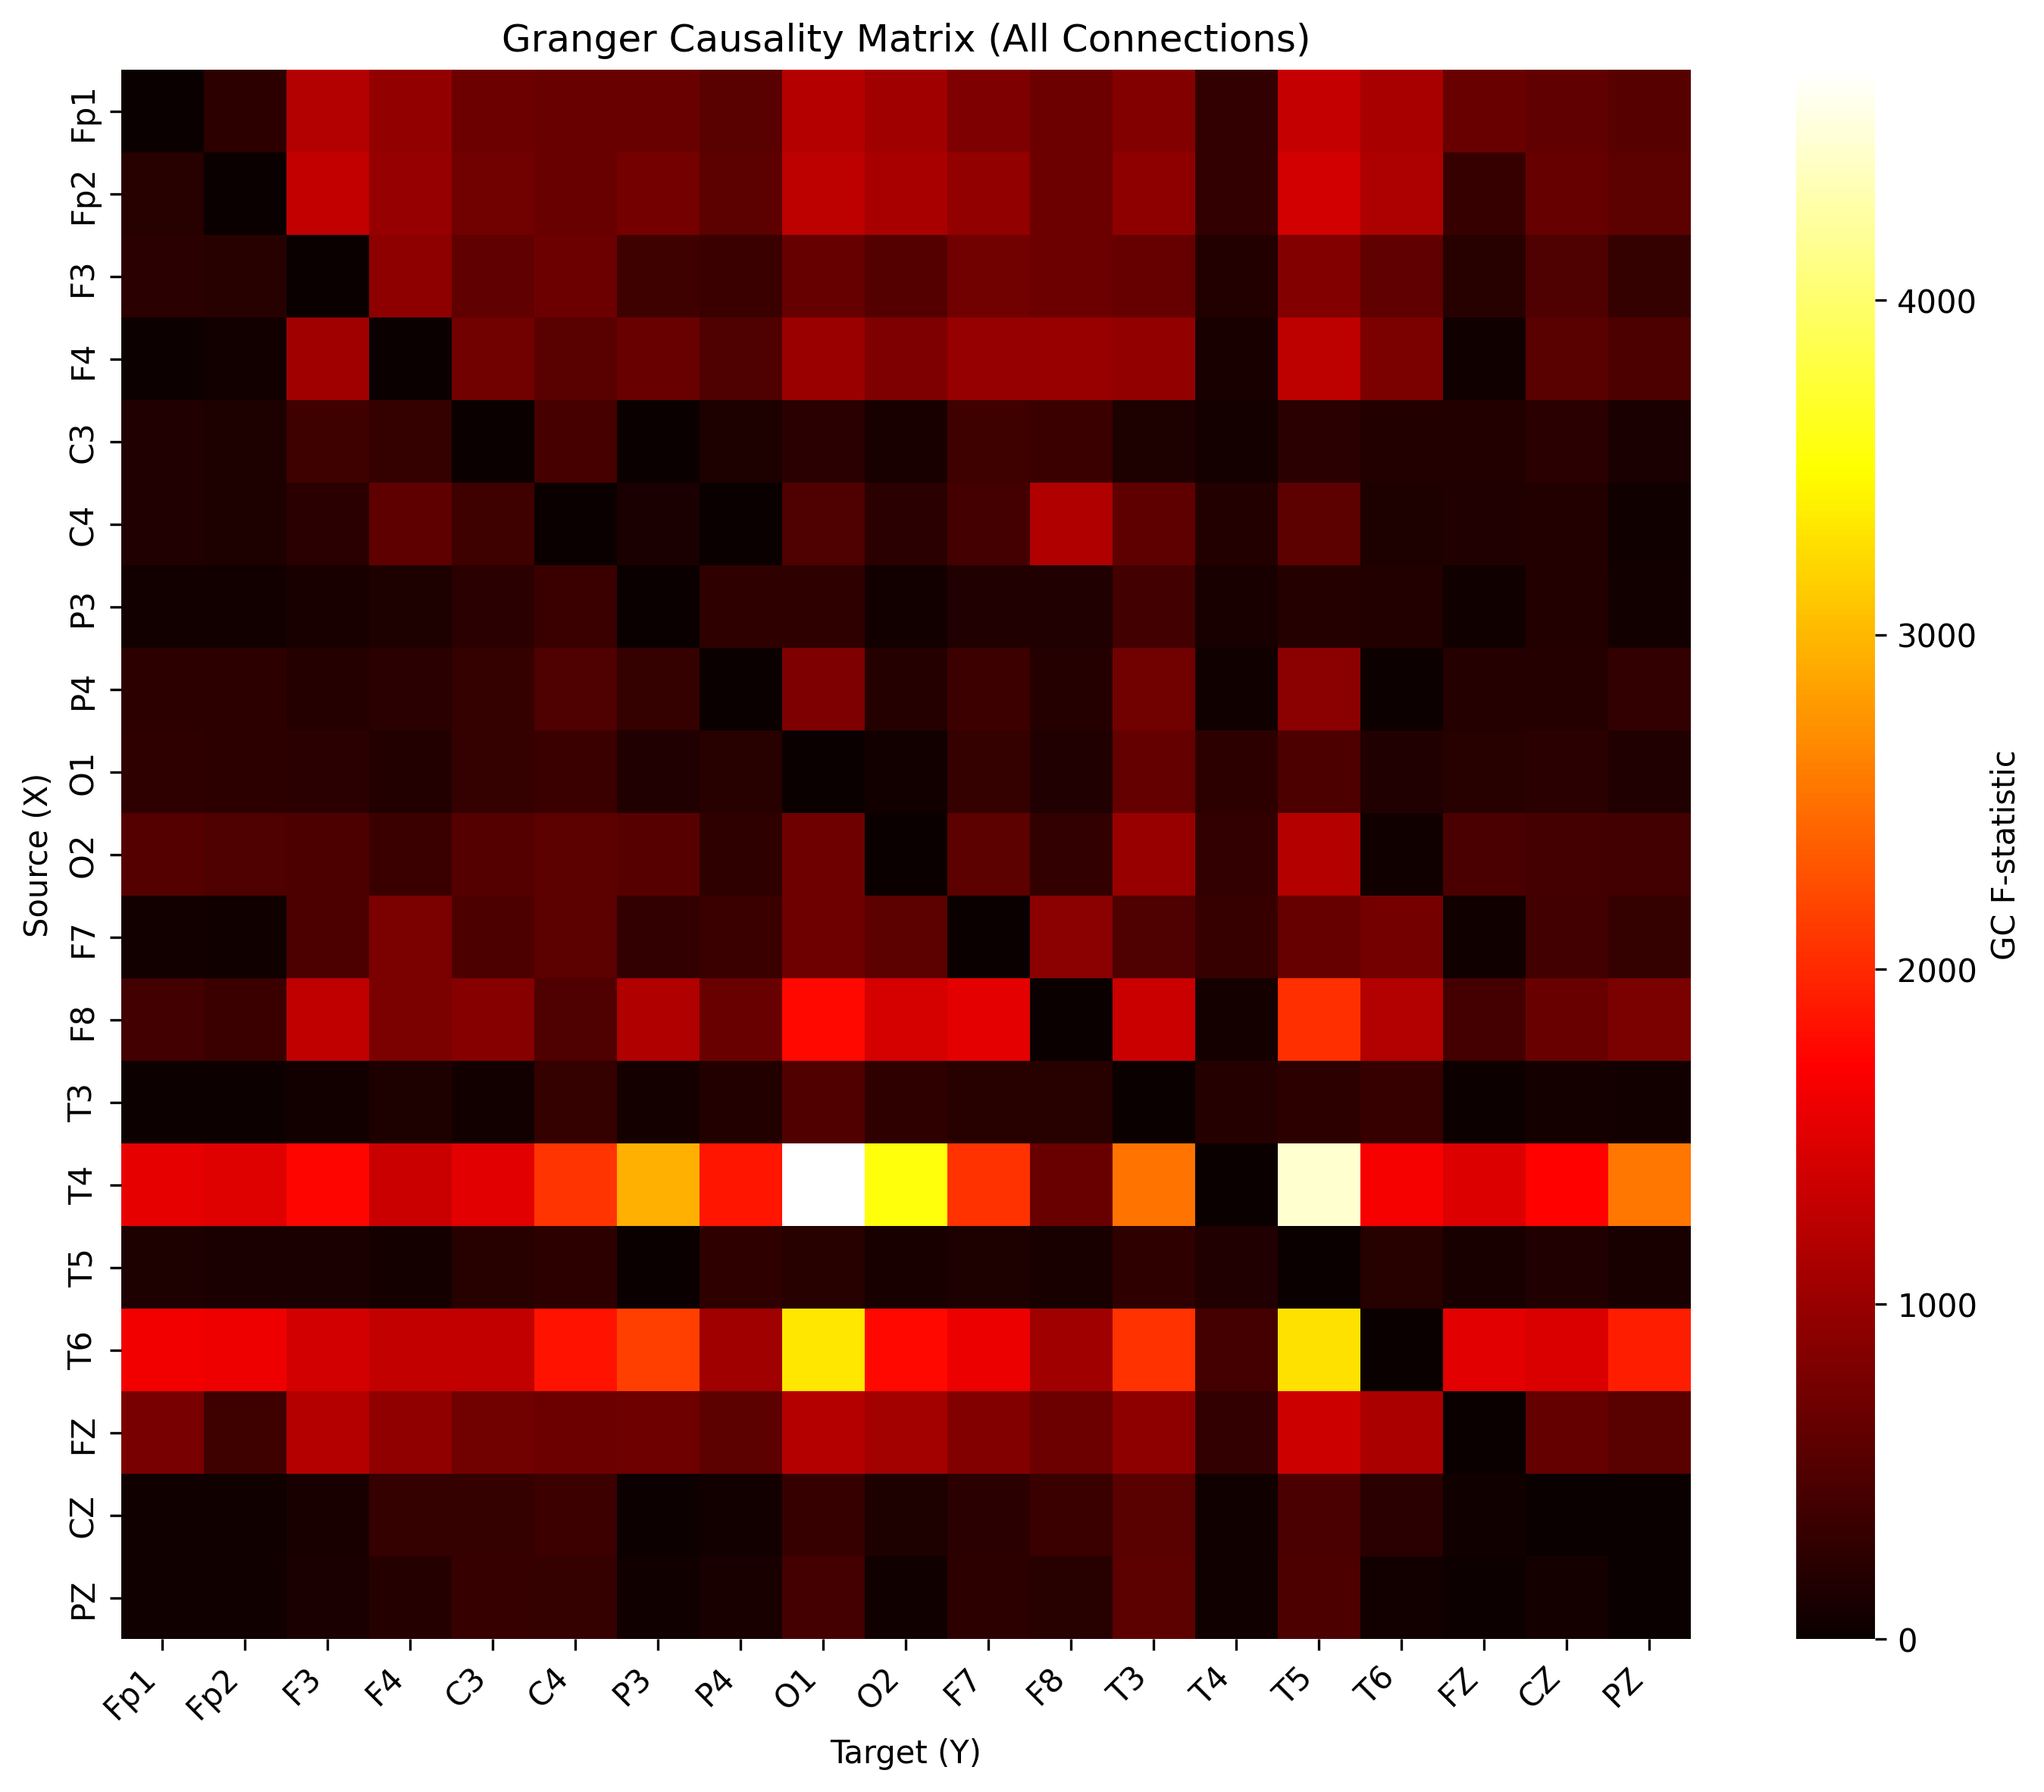 Granger Causality Matrix (All Connections)
Source (X)
Fp1
Fp2
F3
F4
C3
C4
P3
P4
O1
O2
F7
F8
T3
T4
T5
T6
FZ
CZ
PZ
Fp1 Fp2 F3 F4 C3 C4 P3 P4 O1 O2 F7 F8 T3 T4 T5 T6 FZ CZ PZ
Target (Y)
4000
3000
2000
1000
0
GC F-statistic